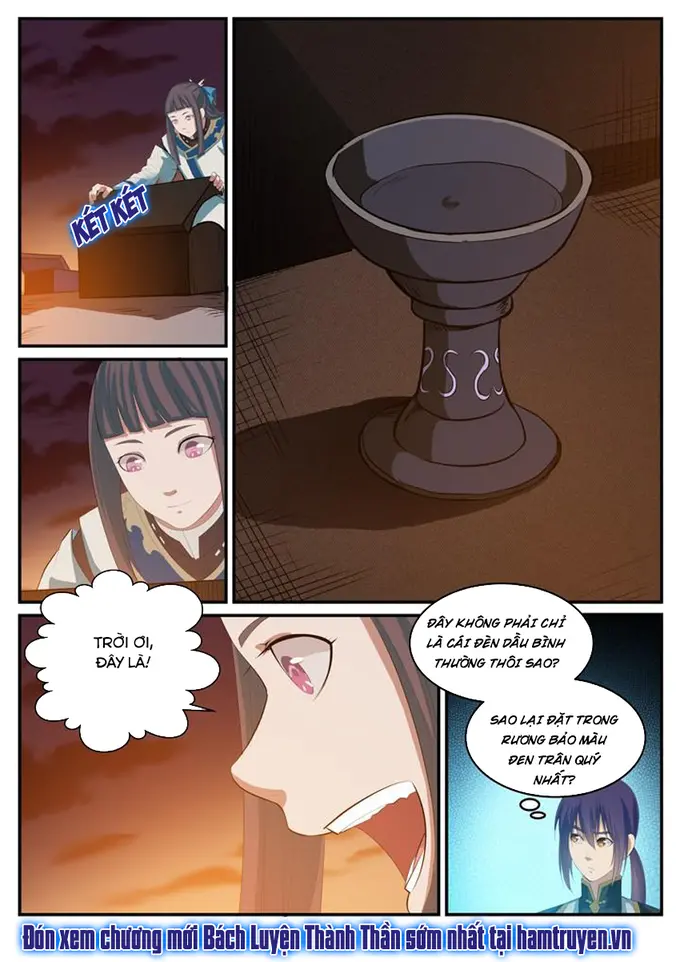 KÉT KÉT
TRỜI ƠI,
ĐÂY LÀ!
ĐÂY KHÔNG PHẢI CHỈ
LÀ CÁI ĐÈN DẦU BÌNH
THƯỜNG THÔI SAO?
SAO LẠI ĐẶT TRONG
RƯƠNG BẢO MÀU
ĐEN TRÂN QUÝ
NHẤT?
Đón xem chương mới Bách Luyện Thành Thần sớm nhất tại hamtruyen.vn